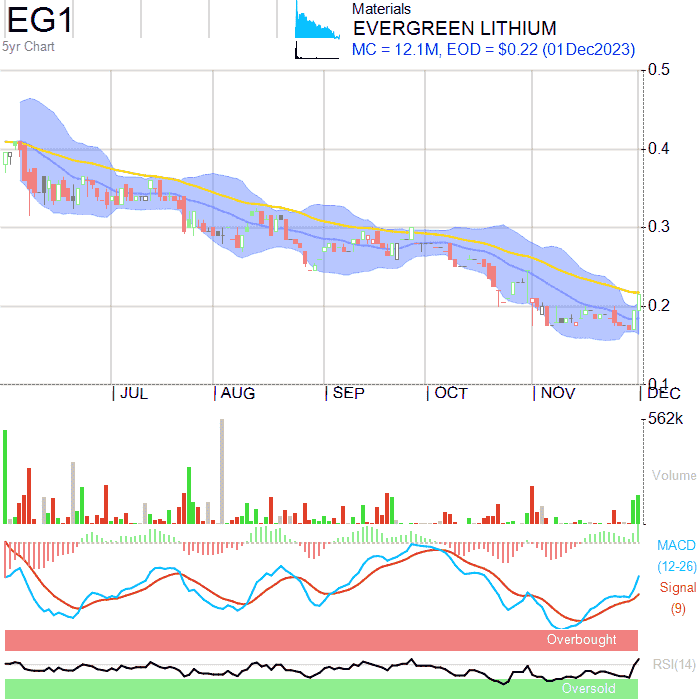 EG1
5yr Chart
Materials
EVERGREEN LITHIUM
MC = 12.1M, EOD = $0.22 (01Dec2023)
0.5
0.4
0.3
0.2
0.1
JUL AUG SEP OCT NOV DEC
562k
Volume
MACD
(12-26)
Signal
(9)
Overbought
RSI(14)
Oversold